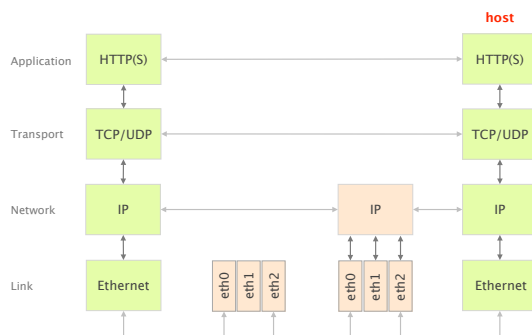 host
Application HTTP(S) HTTP(S)
Transport TCP/UDP TCP/UDP
Network IP IP IP
Link Ethernet eth0 eth1 eth2 eth0 eth1 eth2 Ethernet